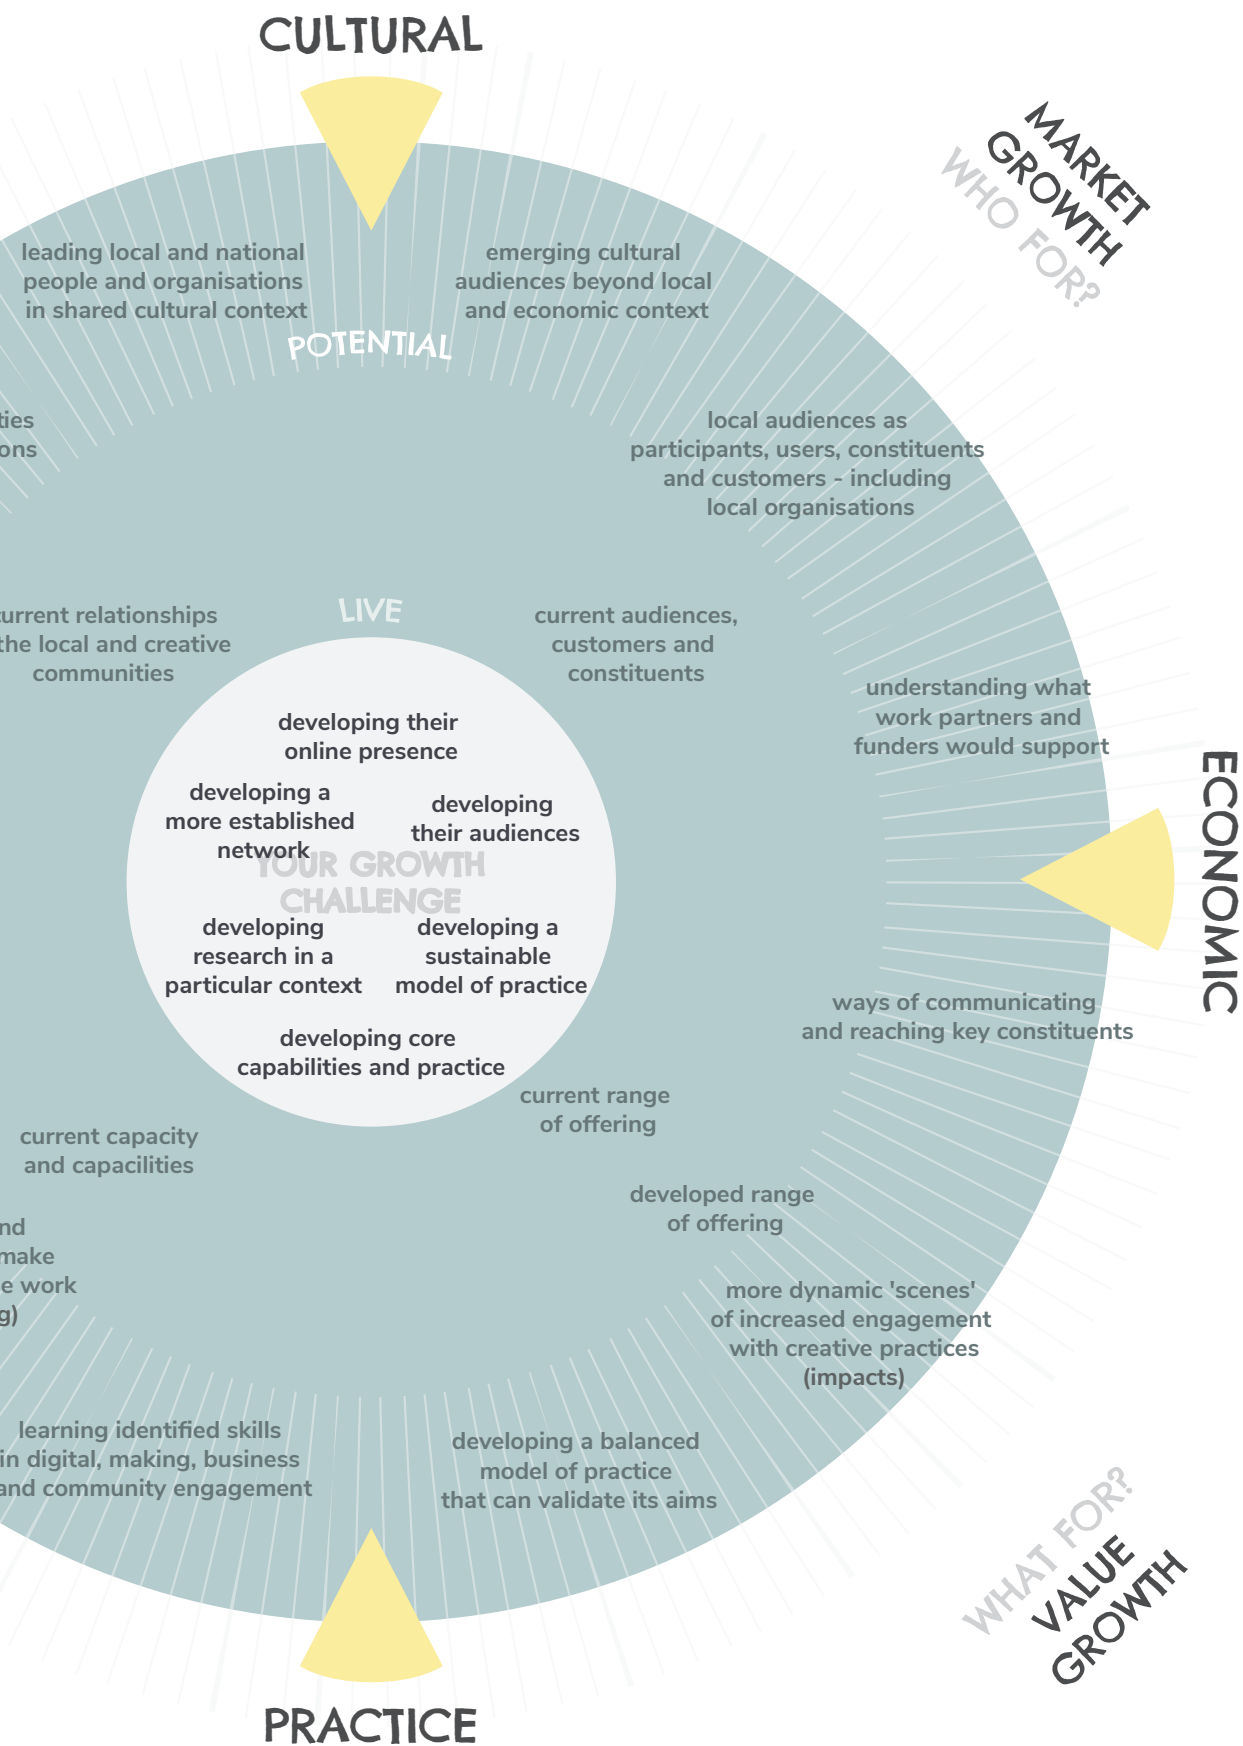 CULTURAL
MARKET
GROWTH
WHO FOR?
leading local and national
people and organisations
in shared cultural context
emerging cultural
audiences beyond local
and economic context
POTENTIAL
local audiences as
participants, users, constituents
and customers - including
local organisations
LIVE
relationships
the local and creative
communities
current audiences,
customers and
constituents
understanding what
work partners and
funders would support
ECONOMIC
developing their
online presence
developing a
more established
network
developing
their audiences
YOUR GROWTH
CHALLENGE
developing
research in a
particular context
developing a
sustainable
model of practice
developing core
capabilities and practice
ways of communicating
and reaching key constituents
current range
of offering
current capacity
and capacilities
developed range
of offering
make
work
more dynamic 'scenes'
of increased engagement
with creative practices
(impacts)
learning identified skills
in digital, making, business
and community engagement
developing a balanced
model of practice
that can validate its aims
WHAT FOR?
VALUE
GROWTH
PRACTICE